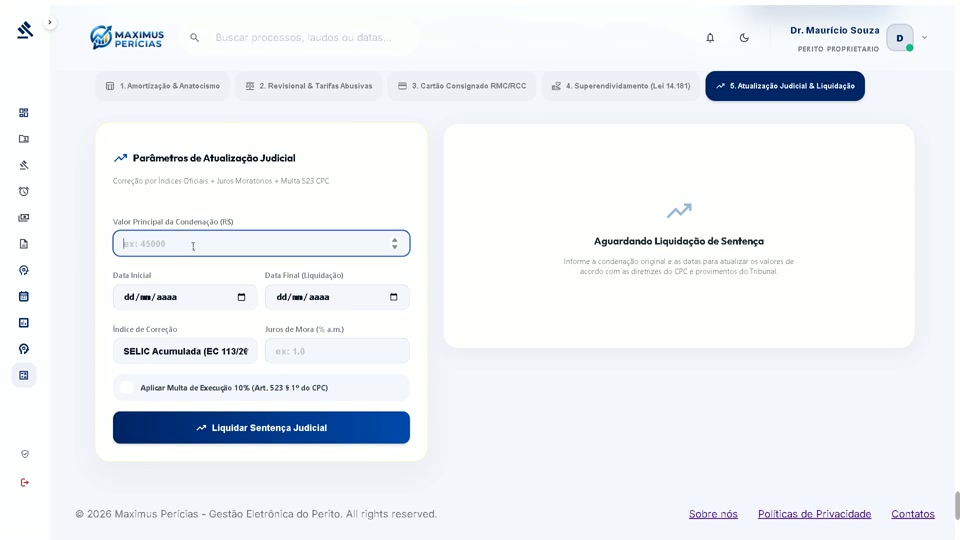 MAXIMUS
PERÍCIAS
Buscar processos, laudos ou datas...
Dr. Maurício Souza
PERITO PROPRIETARIO
D
1. Amortização & Anatocismo
2. Revisional & Tarifas Abusivas
3. Cartão Consignado RMC/RCC
4. Superendividamento (Lei 14.181)
5. Atualização Judicial & Liquidação
Parâmetros de Atualização Judicial
Correção por Índices Oficiais + Juros Moratórios + Multa 523 CPC
Valor Principal da Condenação (R$)
ex: 45000
Data Inicial
Data Final (Liquidação)
dd/mm/aaaa
dd/mm/aaaa
Índice de Correção
Juros de Mora (% a.m.)
SELIC Acumulada (EC 113/2
ex: 1.0
Aplicar Multa de Execução 10% (Art. 523 § 1º do CPC)
Liquidar Sentença Judicial
Aguardando Liquidação de Sentença
Informe a condenação original e as datas para atualizar os valores de
acordo com as diretrizes do CPC e provimentos do Tribunal.
© 2026 Maximus Perícias - Gestão Eletrônica do Perito. All rights reserved.
Sobre nós
Políticas de Privacidade
Contatos